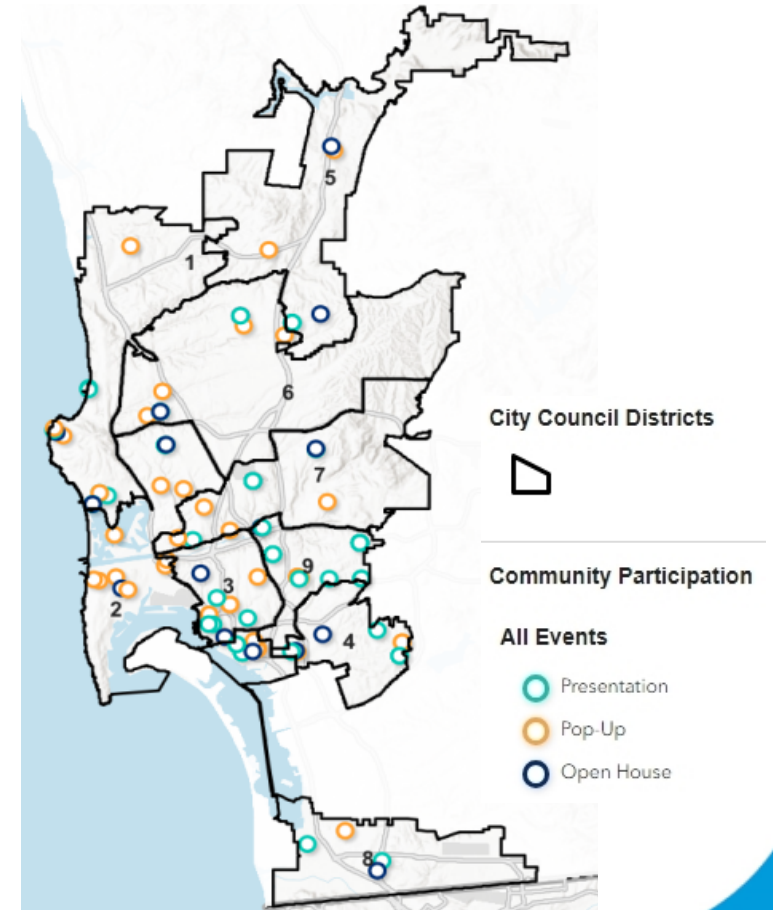 5
1
6
7
9
3
2
4
8
City Council Districts
Community Participation
All Events
Presentation
Pop-Up
Open House